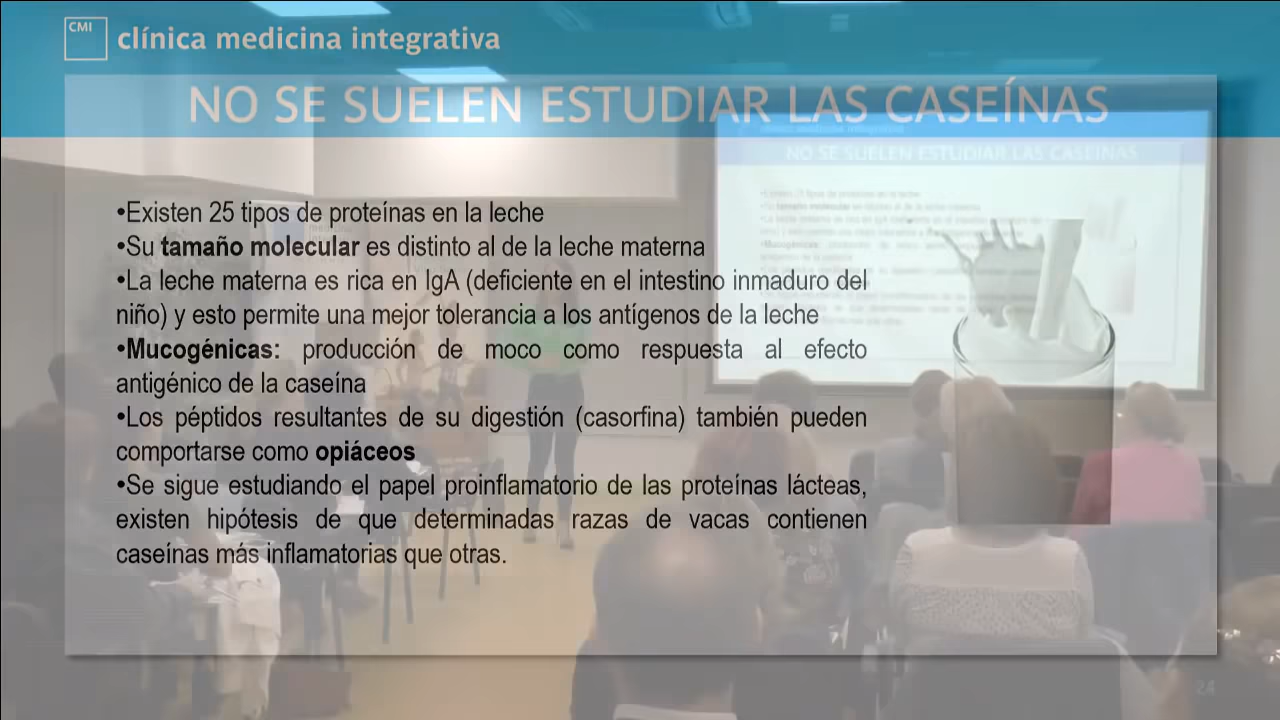 CMI
clínica medicina integrativa
NO SE SUELEN ESTUDIAR LAS CASEÍNAS
NO SE SUELEN ESTUDIAR LAS CASEINAS
•Existen 25 tipos de proteínas en la leche
•Su tamaño molecular es distinto al de la leche materna
•La leche materna es rica en IgA (deficiente en el intestino inmaduro del
niño) y esto permite una mejor tolerancia a los antígenos de la leche
•Mucogénicas: producción de moco como respuesta al efecto
antigénico de la caseína
•Los péptidos resultantes de su digestión (casorfina) también pueden
comportarse como opiáceos
•Se sigue estudiando el papel proinflamatorio de las proteínas lácteas,
existen hipótesis de que determinadas razas de vacas contienen
caseínas más inflamatorias que otras.
24